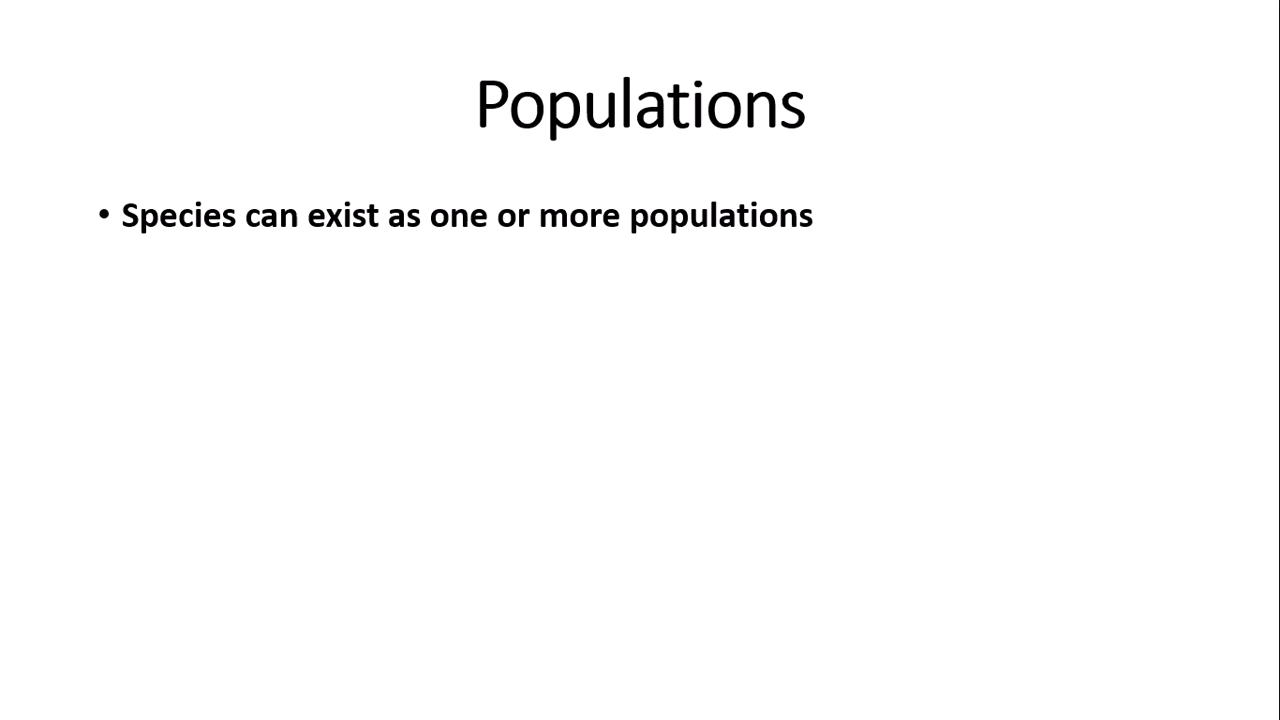 Populations
• Species can exist as one or more populations